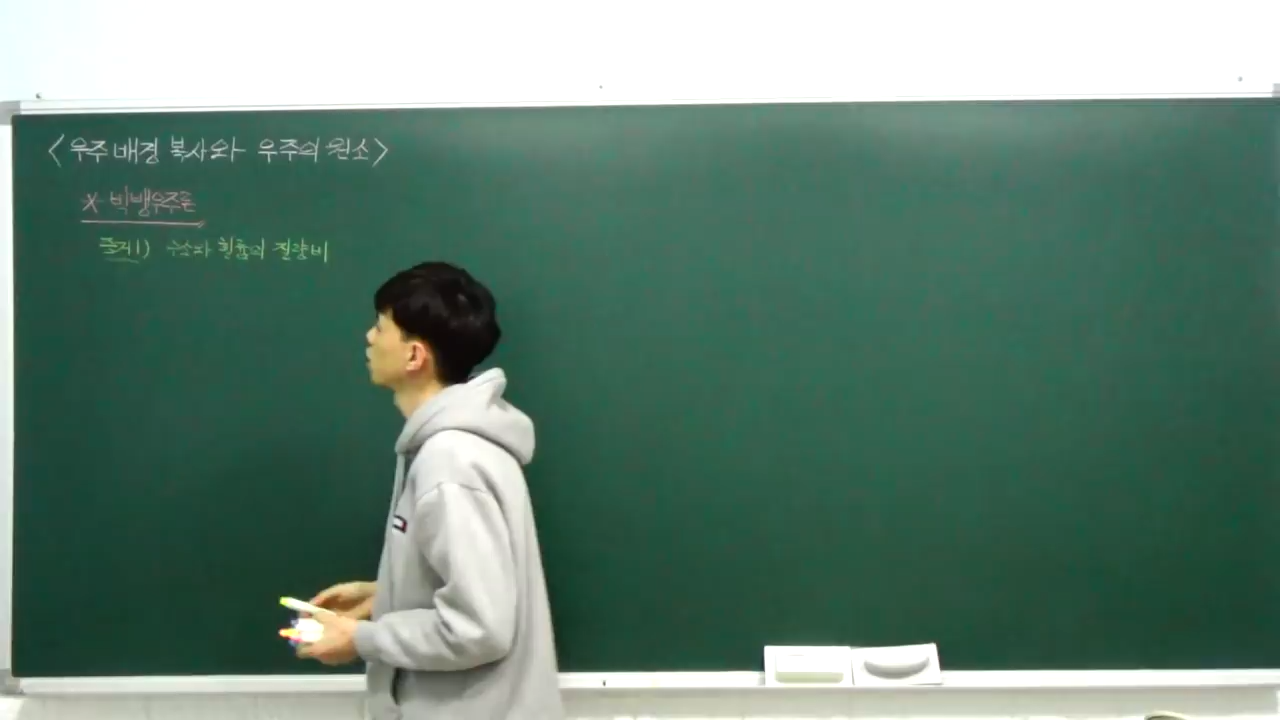 <우주 배경 복사와 우주의 원소>
* 빅뱅우주론
증거1) 수소와 헬륨의 질량비